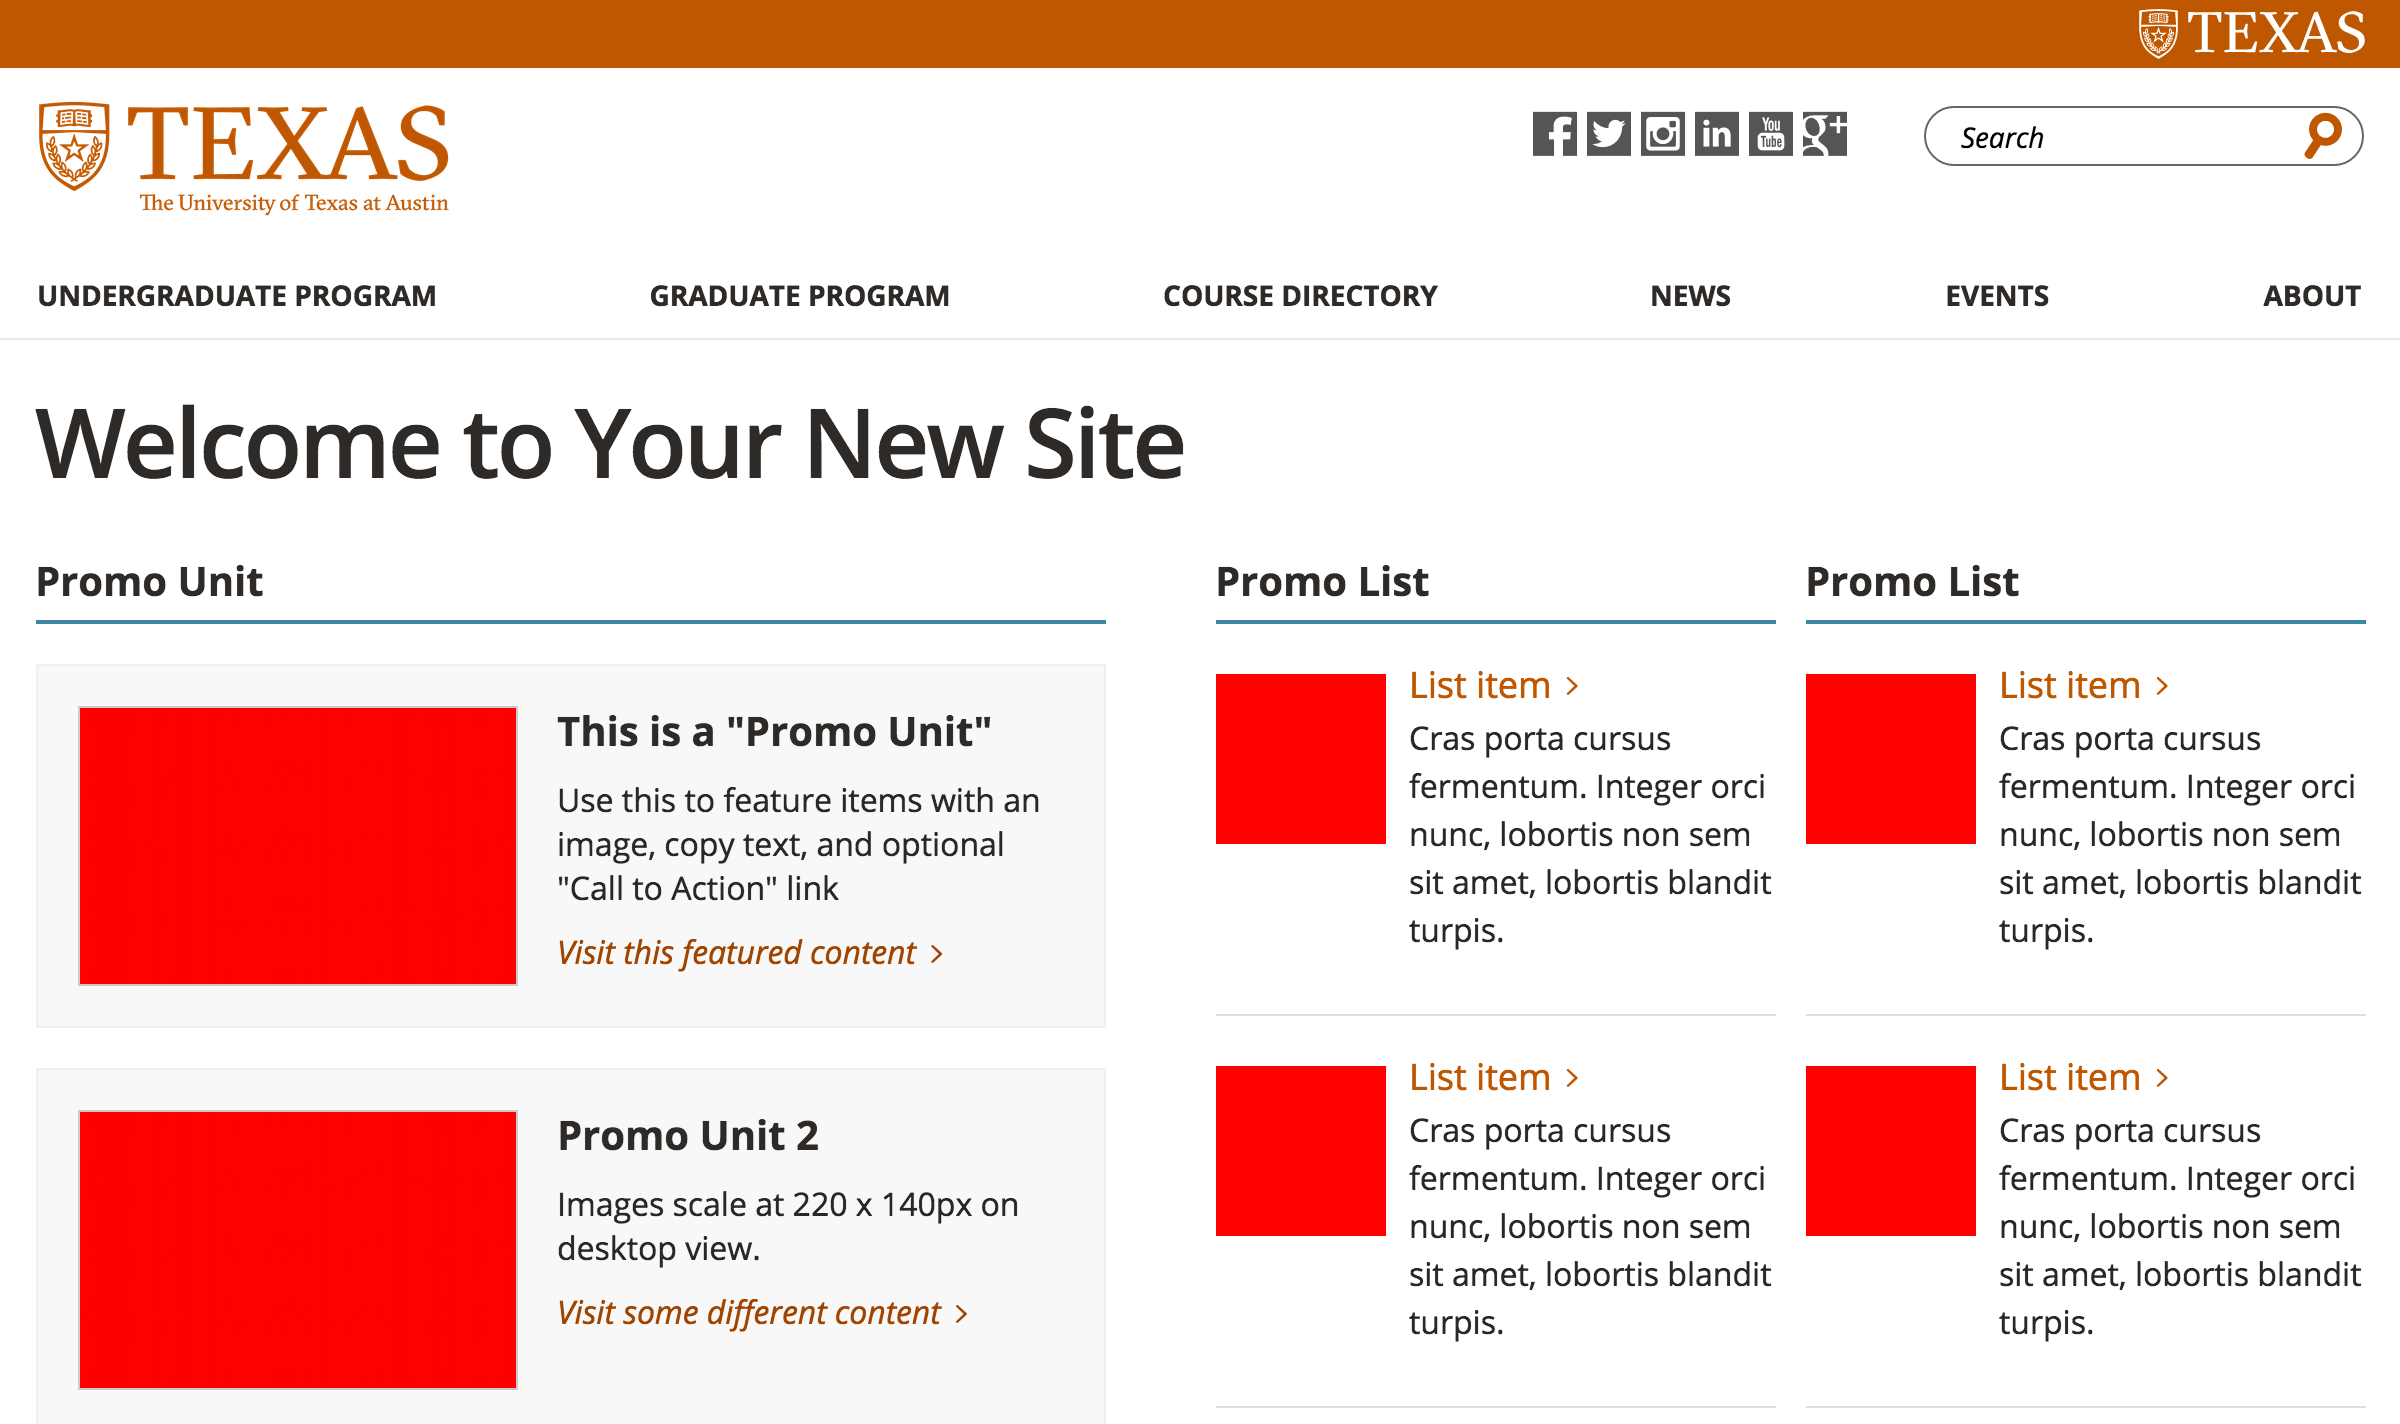 TEXAS
TEXAS
The University of Texas at Austin
You
Tube
Search
UNDERGRADUATE PROGRAM
GRADUATE PROGRAM
COURSE DIRECTORY
NEWS
EVENTS
ABOUT
Welcome to Your New Site
Promo Unit
This is a "Promo Unit"
Use this to feature items with an
image, copy text, and optional
"Call to Action" link
Visit this featured content >
Promo Unit 2
Images scale at 220 x 140px on
desktop view.
Visit some different content >
Promo List
List item >
Cras porta cursus
fermentum. Integer orci
nunc, lobortis non sem
sit amet, lobortis blandit
turpis.
List item >
Cras porta cursus
fermentum. Integer orci
nunc, lobortis non sem
sit amet, lobortis blandit
turpis.
Promo List
List item >
Cras porta cursus
fermentum. Integer orci
nunc, lobortis non sem
sit amet, lobortis blandit
turpis.
List item >
Cras porta cursus
fermentum. Integer orci
nunc, lobortis non sem
sit amet, lobortis blandit
turpis.